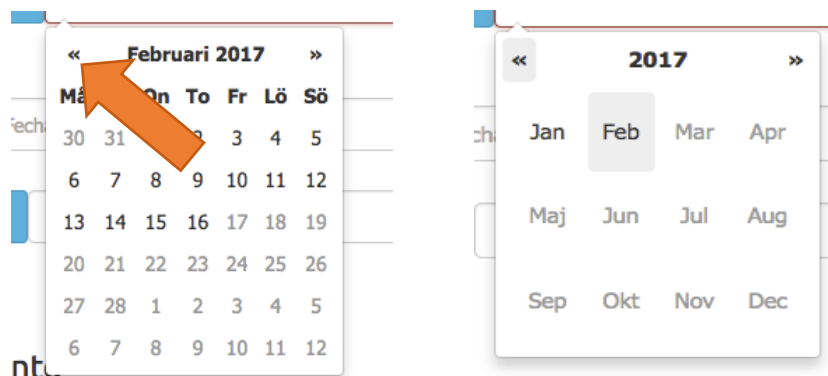 « Februari 2017 »
On To Fr Lö Sö
30 31 2 3 4 5
6 7 8 9 10 11 12
13 14 15 16 17 18 19
20 21 22 23 24 25 26
27 28 1 2 3 4 5
6 7 8 9 10 11 12
« 2017 »
Jan Feb Mar Apr
Maj Jun Jul Aug
Sep Okt Nov Dec